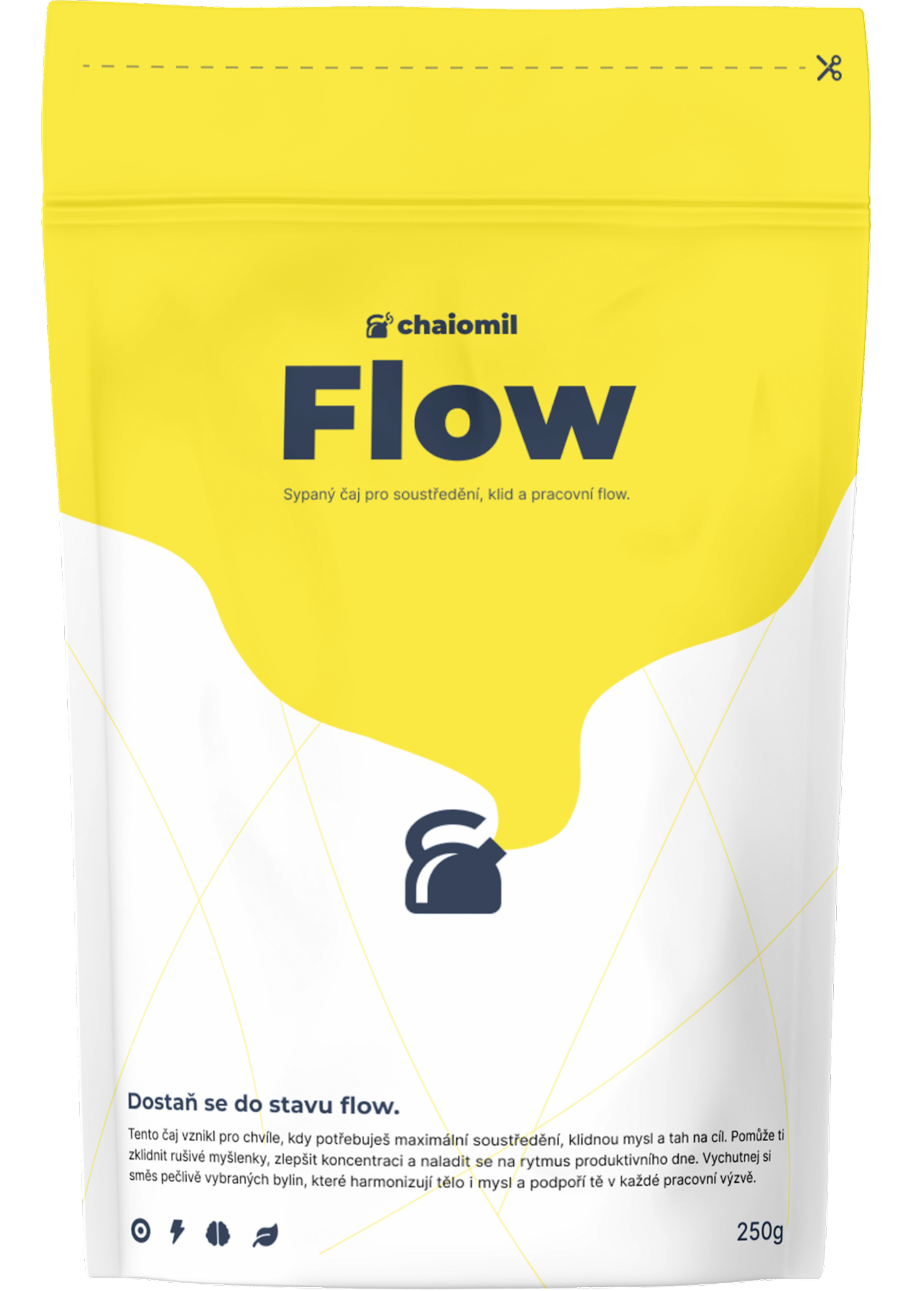 chaiomil
Flow
Sypaný čaj pro soustředění, klid a pracovní flow.
Dostaň se do stavu flow.
Tento čaj vznikl pro chvíle, kdy potřebuješ maximální soustředění, klidnou mysl a tah na cíl. Pomůže ti
zklidnit rušivé myšlenky, zlepšit koncentraci a naladit se na rytmus produktivního dne. Vychutnej si
směs pečlivě vybraných bylin, které harmonizují tělo i mysl a podpoří tě v každé pracovní výzvě.
250g